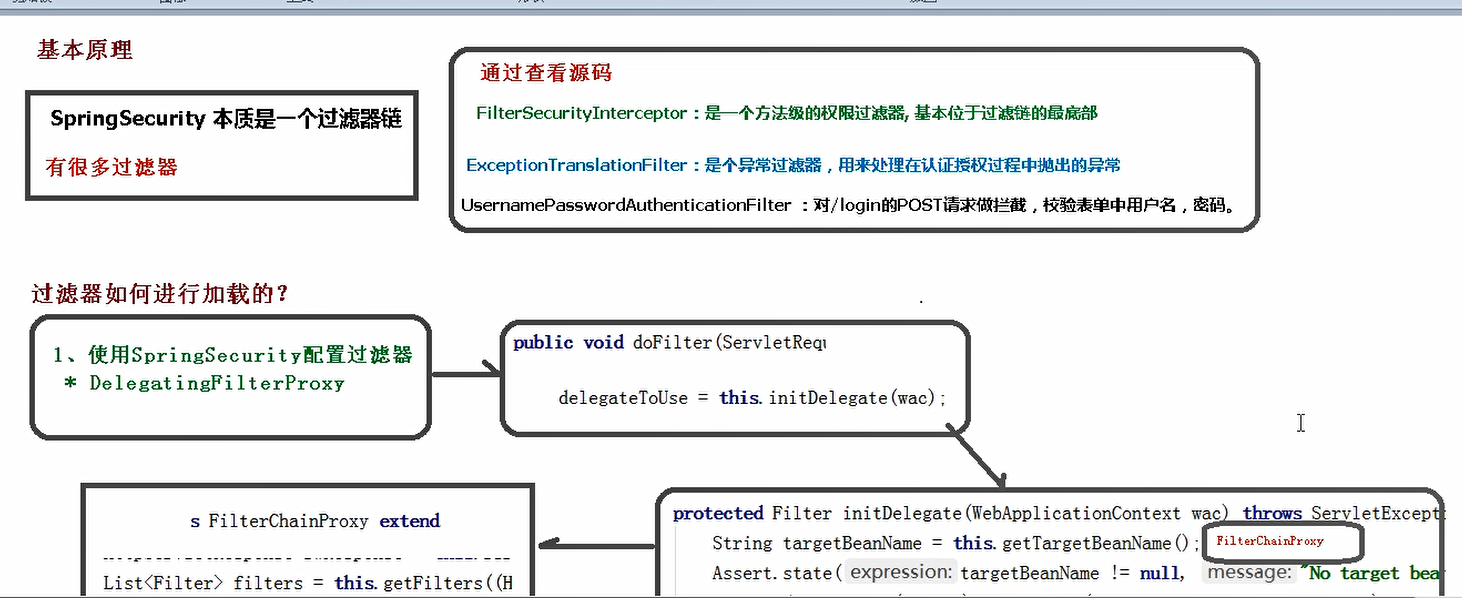 基本原理
SpringSecurity 本质是一个过滤器链
有很多过滤器
通过查看源码
FilterSecurityInterceptor：是一个方法级的权限过滤器, 基本位于过滤链的最底部
ExceptionTranslationFilter：是个异常过滤器，用来处理在认证授权过程中抛出的异常
UsernamePasswordAuthenticationFilter ：对/login的POST请求做拦截，校验表单中用户名，密码。
过滤器如何进行加载的?
1、使用SpringSecurity配置过滤器
* DelegatingFilterProxy
public void doFilter(ServletRequ
delegateToUse = this.initDelegate(wac);
s FilterChainProxy extend
List<Filter> filters = this.getFilters((H
protected Filter initDelegate(WebApplicationContext wac) throws ServletExcepti
String targetBeanName = this.getTargetBeanName(); FilterChainProxy
Assert.state( expression: targetBeanName != null, message: "No target bea